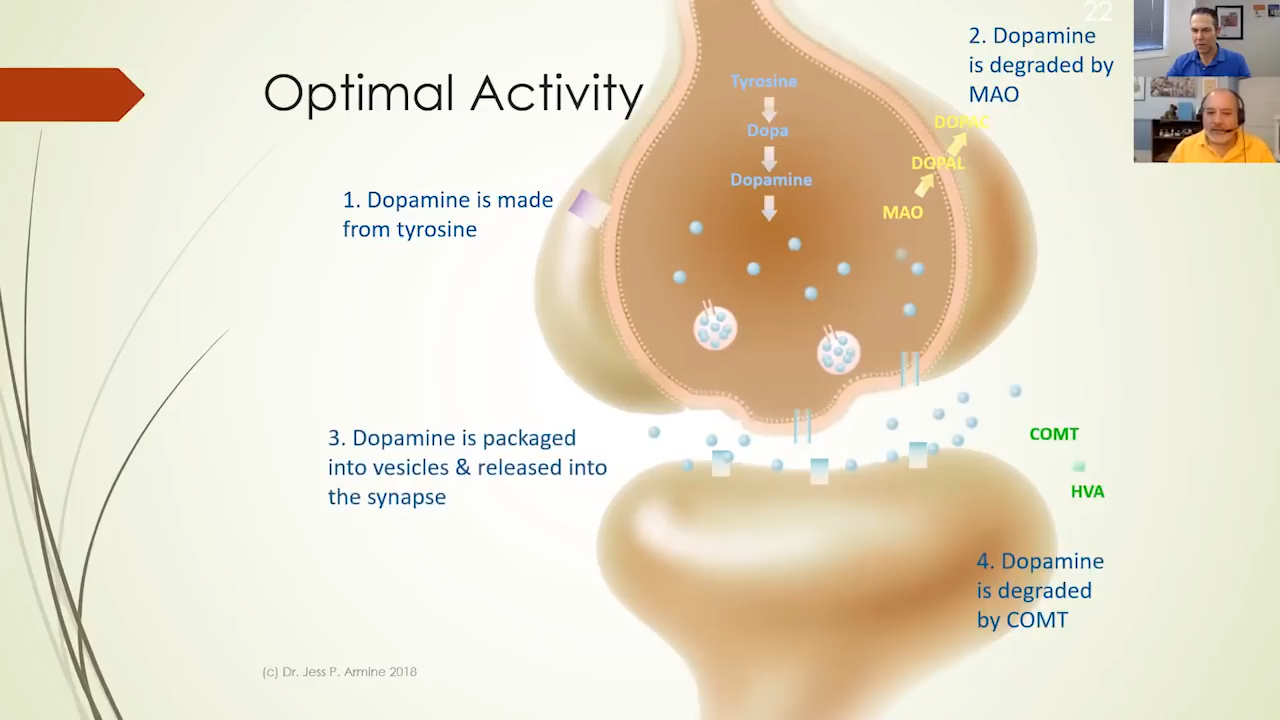 22
Optimal Activity
1. Dopamine is made
from tyrosine
Tyrosine
Dopa
Dopamine
2. Dopamine
is degraded by
MAO
DOPAC
DOPAL
MAO
3. Dopamine is packaged
into vesicles & released into
the synapse
COMT
HVA
4. Dopamine
is degraded
by COMT
(c) Dr. Jess P. Armine 2018